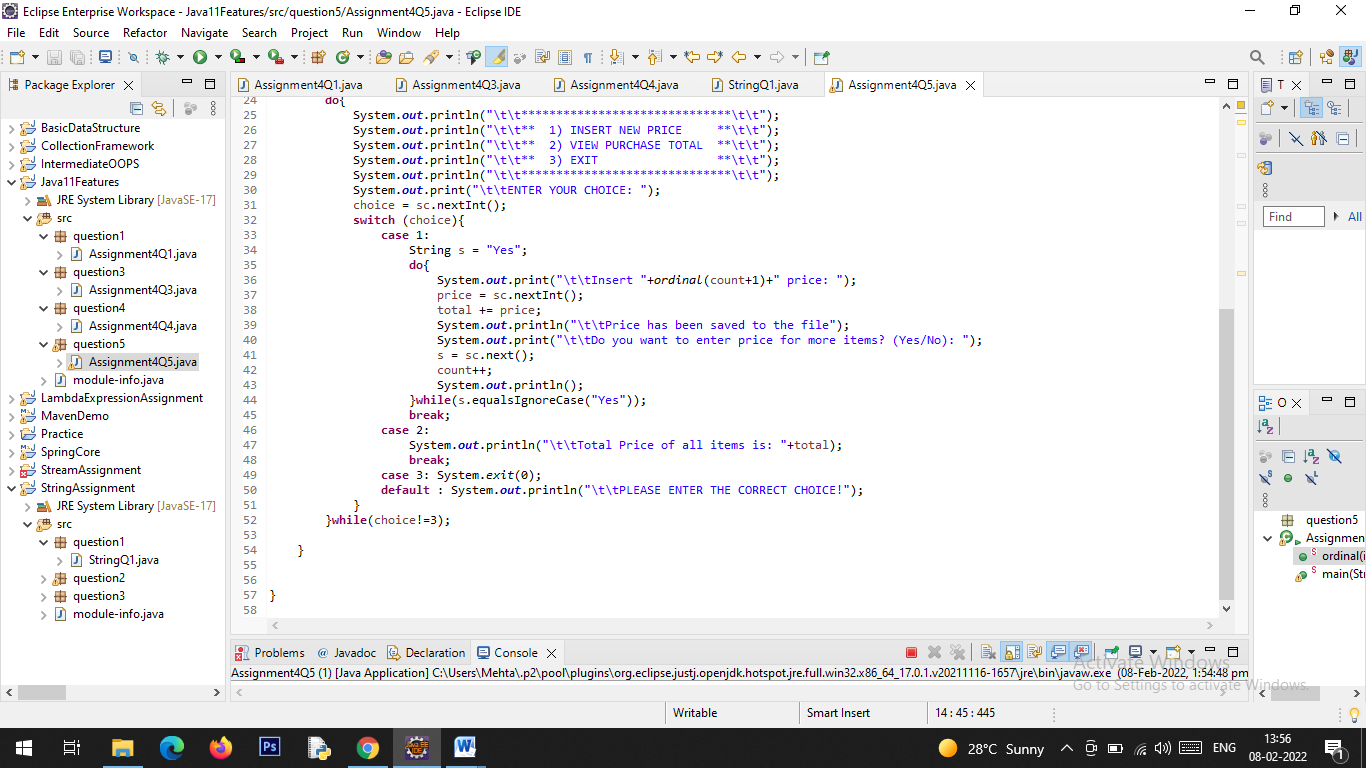 Eclipse Enterprise Workspace - Java11Features/src/question5/Assignment4Q5.java - Eclipse IDE
File Edit Source Refactor Navigate Search Project Run Window Help
Package Explorer
BasicDataStructure
CollectionFramework
IntermediateOOPS
Java11Features
JRE System Library [JavaSE-17]
src
question1
Assignment4Q1.java
question3
Assignment4Q3.java
question4
Assignment4Q4.java
question5
Assignment4Q5.java
module-info.java
LambdaExpressionAssignment
MavenDemo
Practice
SpringCore
StreamAssignment
StringAssignment
JRE System Library [JavaSE-17]
src
question1
StringQ1.java
question2
question3
module-info.java
Assignment4Q1.java Assignment4Q3.java Assignment4Q4.java StringQ1.java Assignment4Q5.java
24 do{
25 System.out.println("\t\t******************************\t\t");
26 System.out.println("\t\t**  1) INSERT NEW PRICE     **\t\t");
27 System.out.println("\t\t**  2) VIEW PURCHASE TOTAL  **\t\t");
28 System.out.println("\t\t**  3) EXIT                 **\t\t");
29 System.out.println("\t\t******************************\t\t");
30 System.out.print("\t\tENTER YOUR CHOICE: ");
31 choice = sc.nextInt();
32 switch (choice){
33 case 1:
34 String s = "Yes";
35 do{
36 System.out.print("\t\tInsert "+ordinal(count+1)+" price: ");
37 price = sc.nextInt();
38 total += price;
39 System.out.println("\t\tPrice has been saved to the file");
40 System.out.print("\t\tDo you want to enter price for more items? (Yes/No): ");
41 s = sc.next();
42 count++;
43 System.out.println();
44 }while(s.equalsIgnoreCase("Yes"));
45 break;
46 case 2:
47 System.out.println("\t\tTotal Price of all items is: "+total);
48 break;
49 case 3: System.exit(0);
50 default : System.out.println("\t\tPLEASE ENTER THE CORRECT CHOICE!");
51 }
52 }while(choice!=3);
53
54 }
55
56
57 }
58
T
Find All
O
question5
Assignmen
ordinal(i
main(Str
Problems @ Javadoc Declaration Console
Assignment4Q5 (1) [Java Application] C:\Users\Mehta\.p2\pool\plugins\org.eclipse.justj.openjdk.hotspot.jre.full.win32.x86_64_17.0.1.v20211116-1657\jre\bin\javaw.exe (08-Feb-2022, 1:54:48 pm
Activate Windows
Go to Settings to activate Windows.
Writable Smart Insert 14 : 45 : 445
Ps
JAVA EE IDE
W
28°C Sunny ENG 13:56
08-02-2022
1